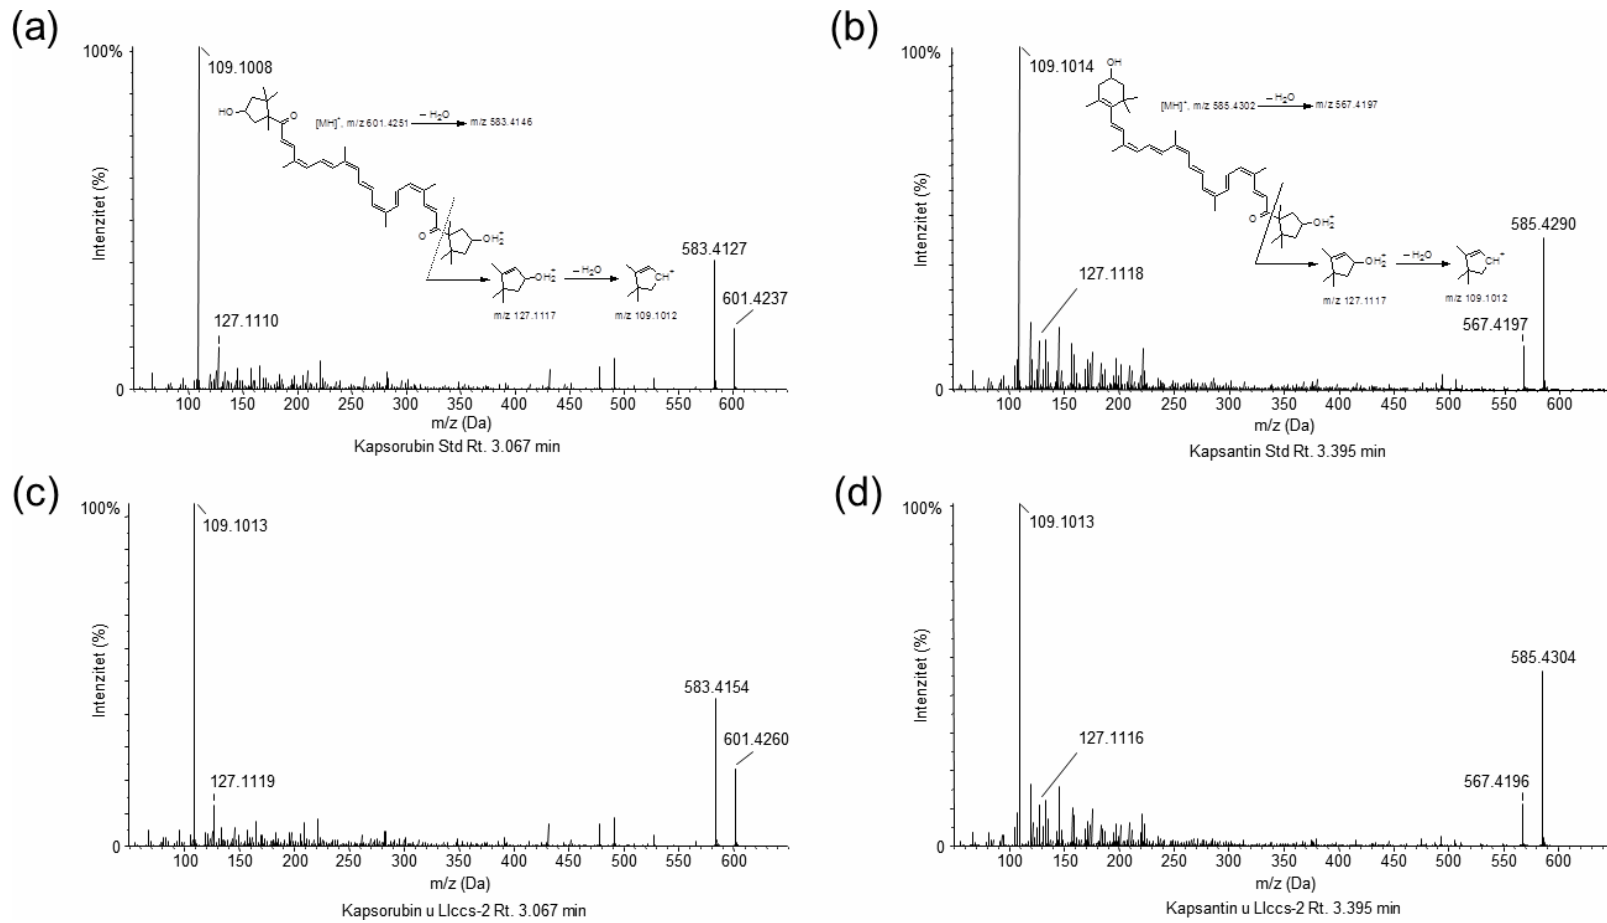 (a)
100%
109.1008
HO
O
[MH]⁺, m/z 601.4251
– H₂O
m/z 583.4146
O
OH₂⁺
583.4127
601.4237
127.1110
OH₂⁺
– H₂O
CH⁺
m/z 127.1117
m/z 109.1012
Intenzitet (%)
0
100 150 200 250 300 350 400 450 500 550 600
m/z (Da)
Kapsorubin Std Rt. 3.067 min
(b)
100%
109.1014
OH
[MH]⁺, m/z 585.4302
– H₂O
m/z 567.4197
O
OH₂⁺
585.4290
127.1118
567.4197
OH₂⁺
– H₂O
CH⁺
m/z 127.1117
m/z 109.1012
Intenzitet (%)
0
100 150 200 250 300 350 400 450 500 550 600
m/z (Da)
Kapsantin Std Rt. 3.395 min
(c)
100%
109.1013
583.4154
601.4260
127.1119
Intenzitet (%)
0
100 150 200 250 300 350 400 450 500 550 600
m/z (Da)
Kapsorubin u Llccs-2 Rt. 3.067 min
(d)
100%
109.1013
585.4304
127.1116
567.4196
Intenzitet (%)
0
100 150 200 250 300 350 400 450 500 550 600
m/z (Da)
Kapsantin u Llccs-2 Rt. 3.395 min